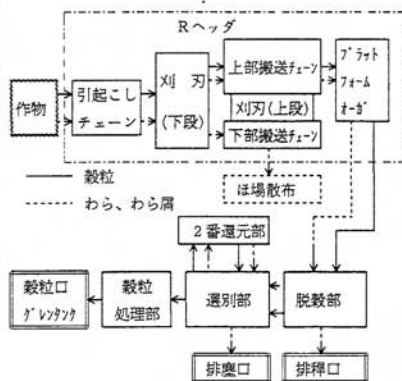 Rヘッダ
作物
引起こし
チェーン
刈 刃
(下段)
上部搬送チェーン
刈刃(上段)
下部搬送チェーン
プラット
フォーム
オーガ
穀粒
わら、わら屑
ほ場散布
2番還元部
穀粒口
グレンタンク
穀粒
処理部
選別部
脱穀部
排塵口
排稈口